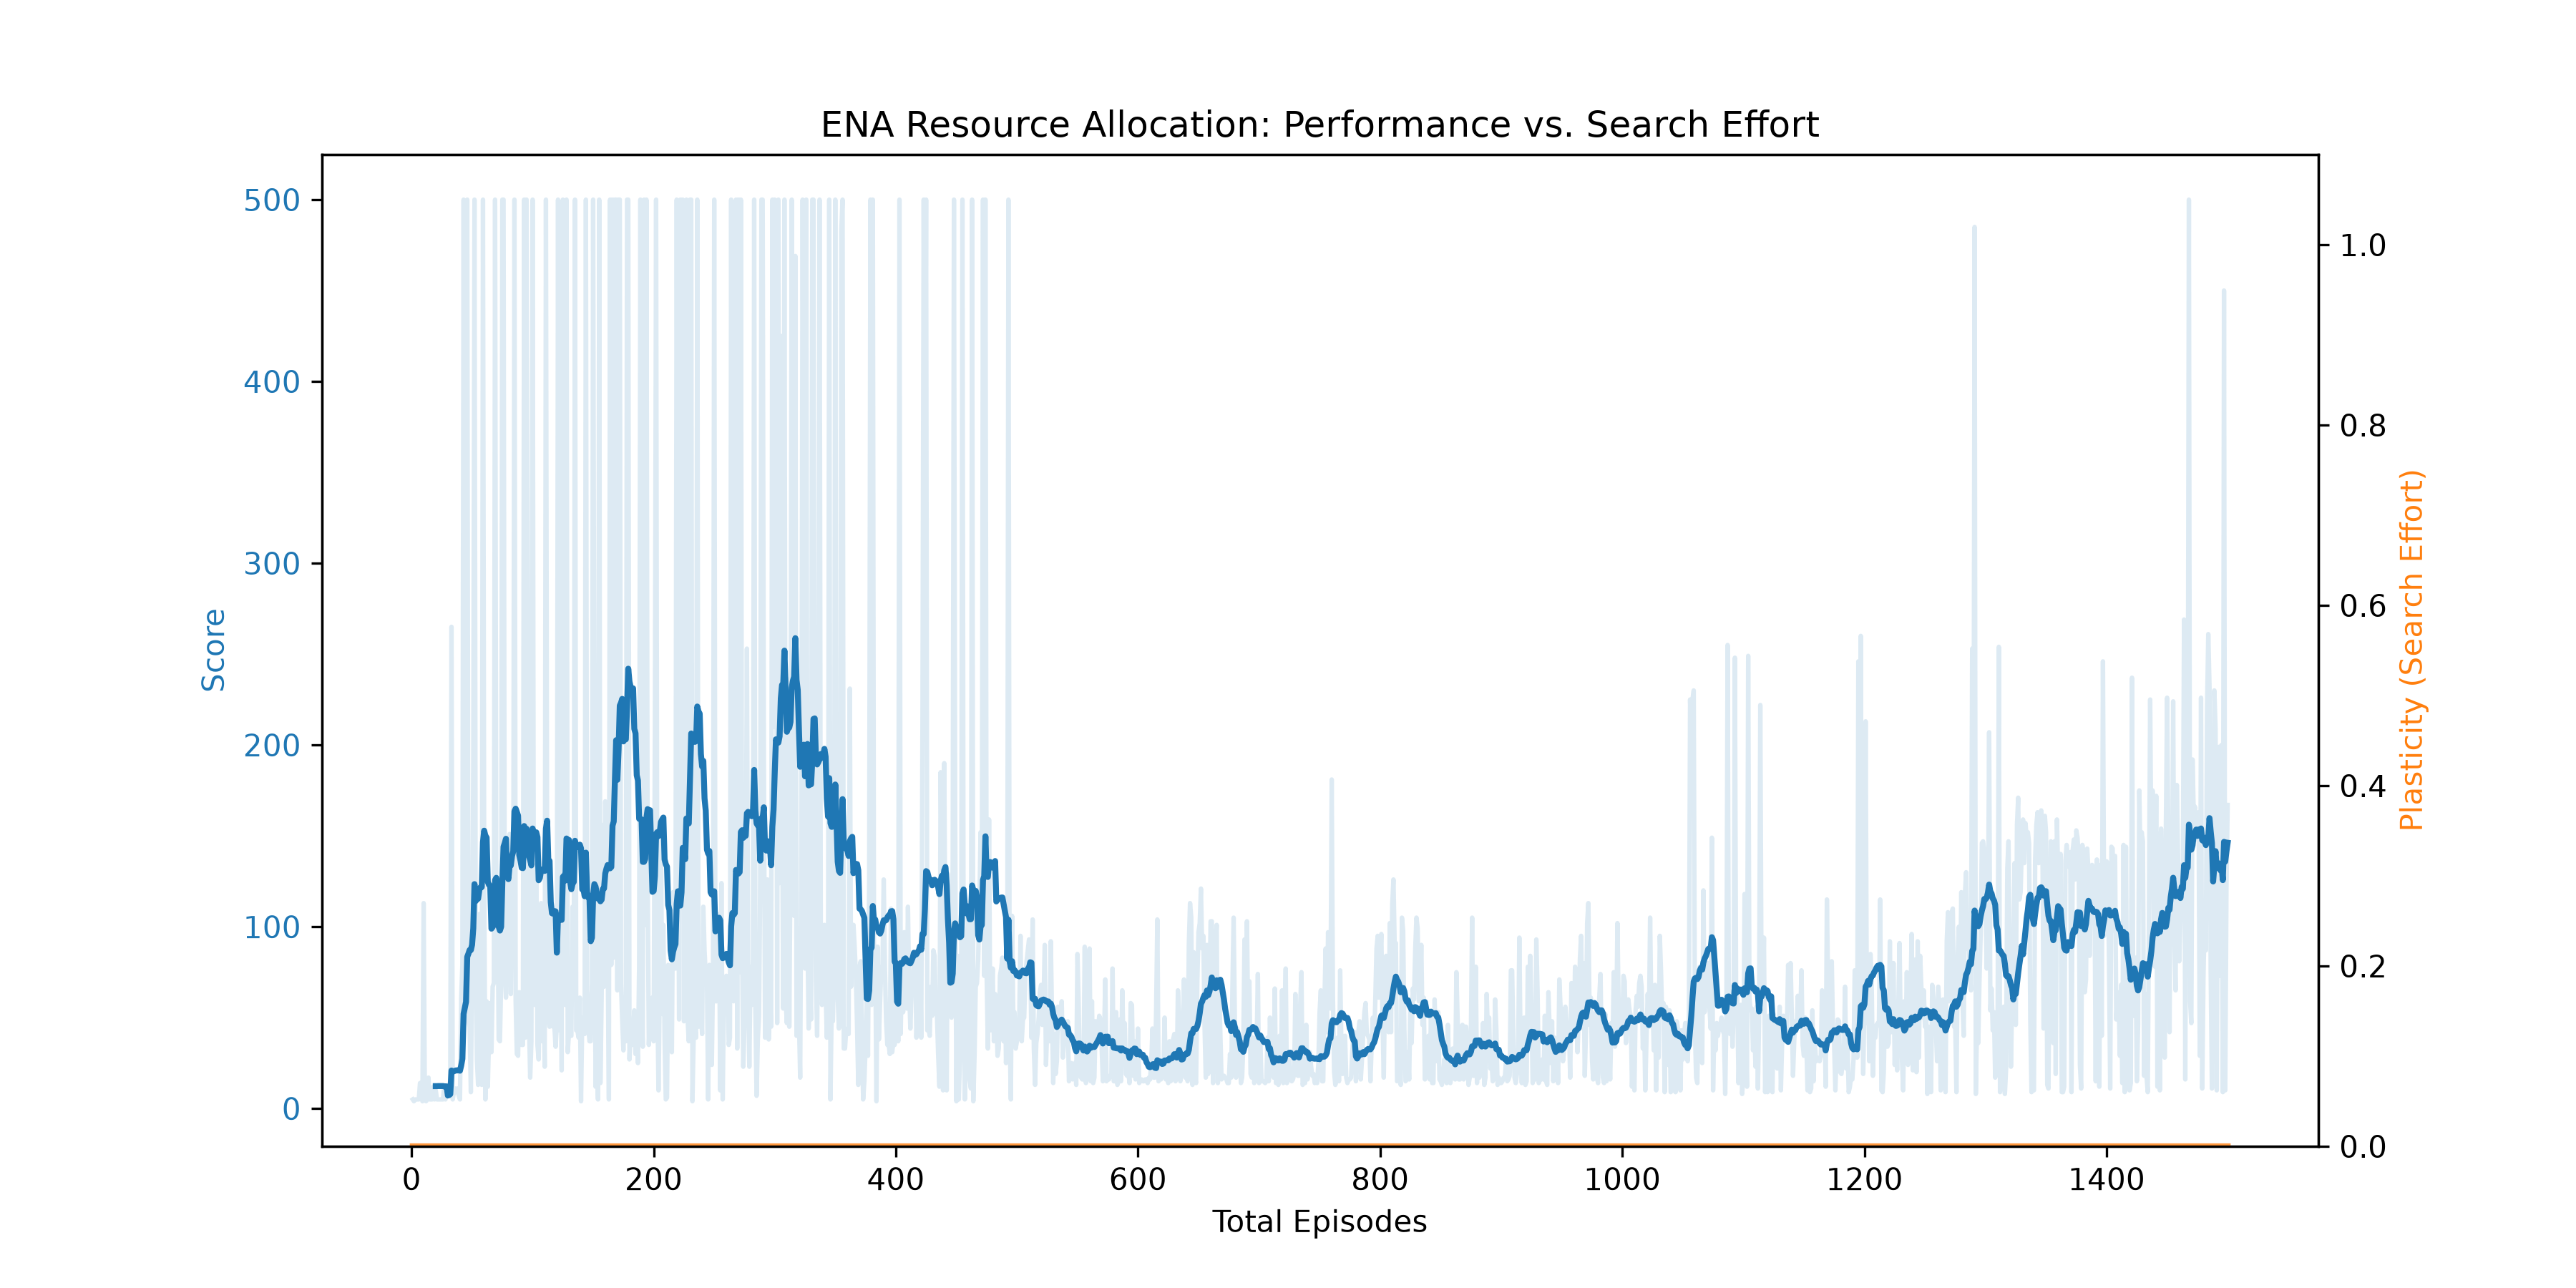 ENA Resource Allocation: Performance vs. Search Effort
500
400
300
200
100
0
Score
1.0
0.8
0.6
0.4
0.2
0.0
Plasticity (Search Effort)
0 200 400 600 800 1000 1200 1400
Total Episodes